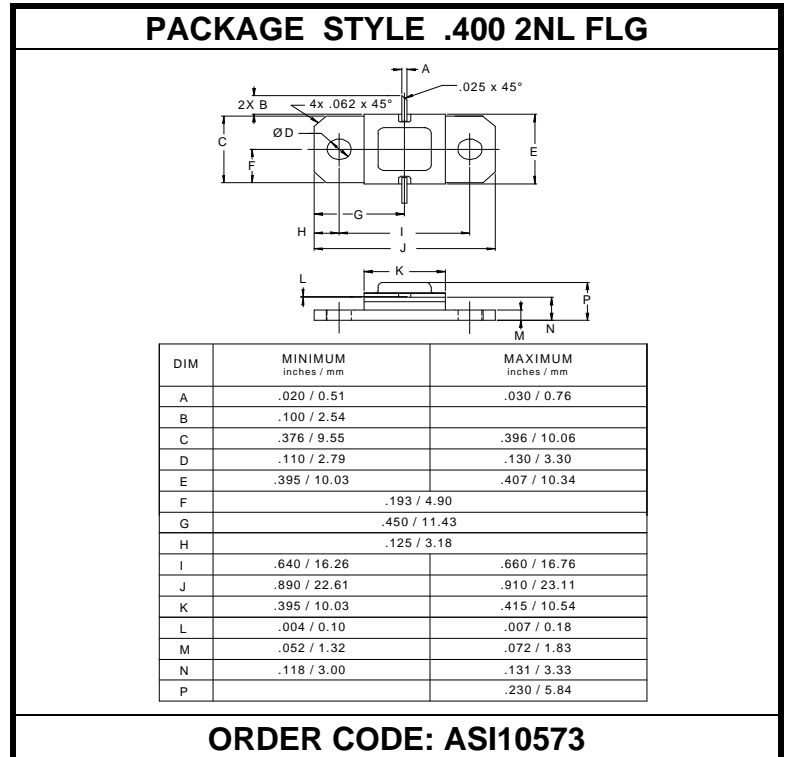 PACKAGE STYLE .400 2NL FLG
A
.025 x 45°
2X B
4x .062 x 45°
ØD
C
F
E
G
H
I
J
K
L
P
M
N
DIM MINIMUM inches / mm MAXIMUM inches / mm
A .020 / 0.51 .030 / 0.76
B .100 / 2.54
C .376 / 9.55 .396 / 10.06
D .110 / 2.79 .130 / 3.30
E .395 / 10.03 .407 / 10.34
F .193 / 4.90
G .450 / 11.43
H .125 / 3.18
I .640 / 16.26 .660 / 16.76
J .890 / 22.61 .910 / 23.11
K .395 / 10.03 .415 / 10.54
L .004 / 0.10 .007 / 0.18
M .052 / 1.32 .072 / 1.83
N .118 / 3.00 .131 / 3.33
P .230 / 5.84
ORDER CODE: ASI10573